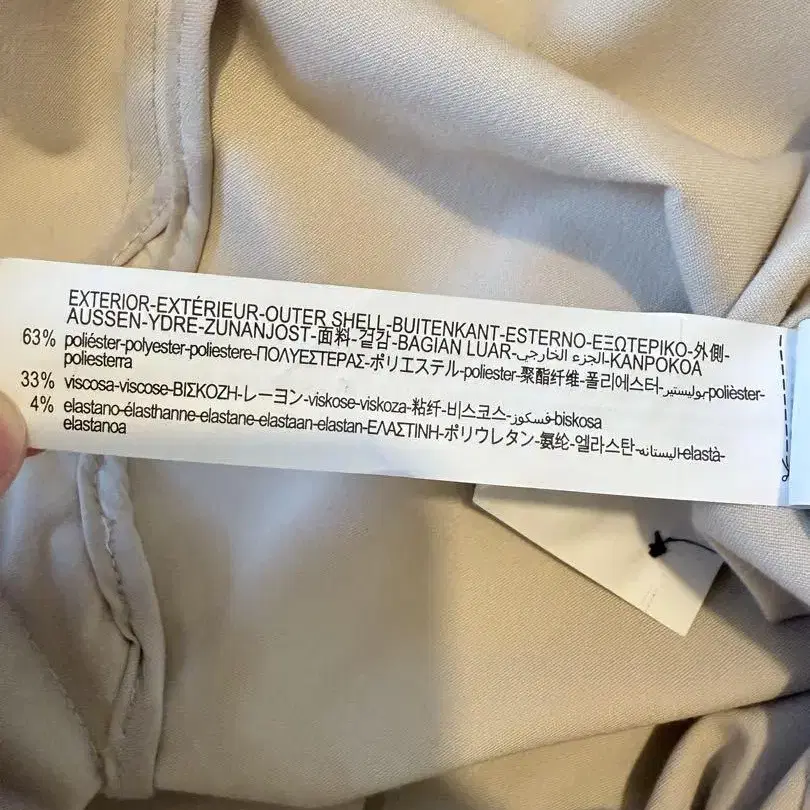 EXTERIOR-EXTÉRIEUR-OUTER SHELL-BUITENKANT-ESTERNO-ΕΞΩΤΕΡΙΚΟ-外側-
AUSSEN-YDRE-ZUNANJOST-面料-겉감-BAGIAN LUAR-الجزء الخارجي-KANPOKOA
63% poliéster-polyester-poliestere-ΠΟΛΥΕΣΤΕΡΑΣ-ポリエステル-poliester-聚酯纤维-폴리에스터-بوليستير-polièster-
poliesterra
33% viscosa-viscose-ΒΙΣΚΟΖΗ-レーヨン-viskose-viskoza-粘纤-비스코스-فسكوز-biskosa
4% elastano-élasthanne-elastane-elastaan-elastan-ΕΛΑΣΤΙΝΗ-ポリウレタン-氨纶-엘라스탄-اليستانه-elastà-
elastanoa